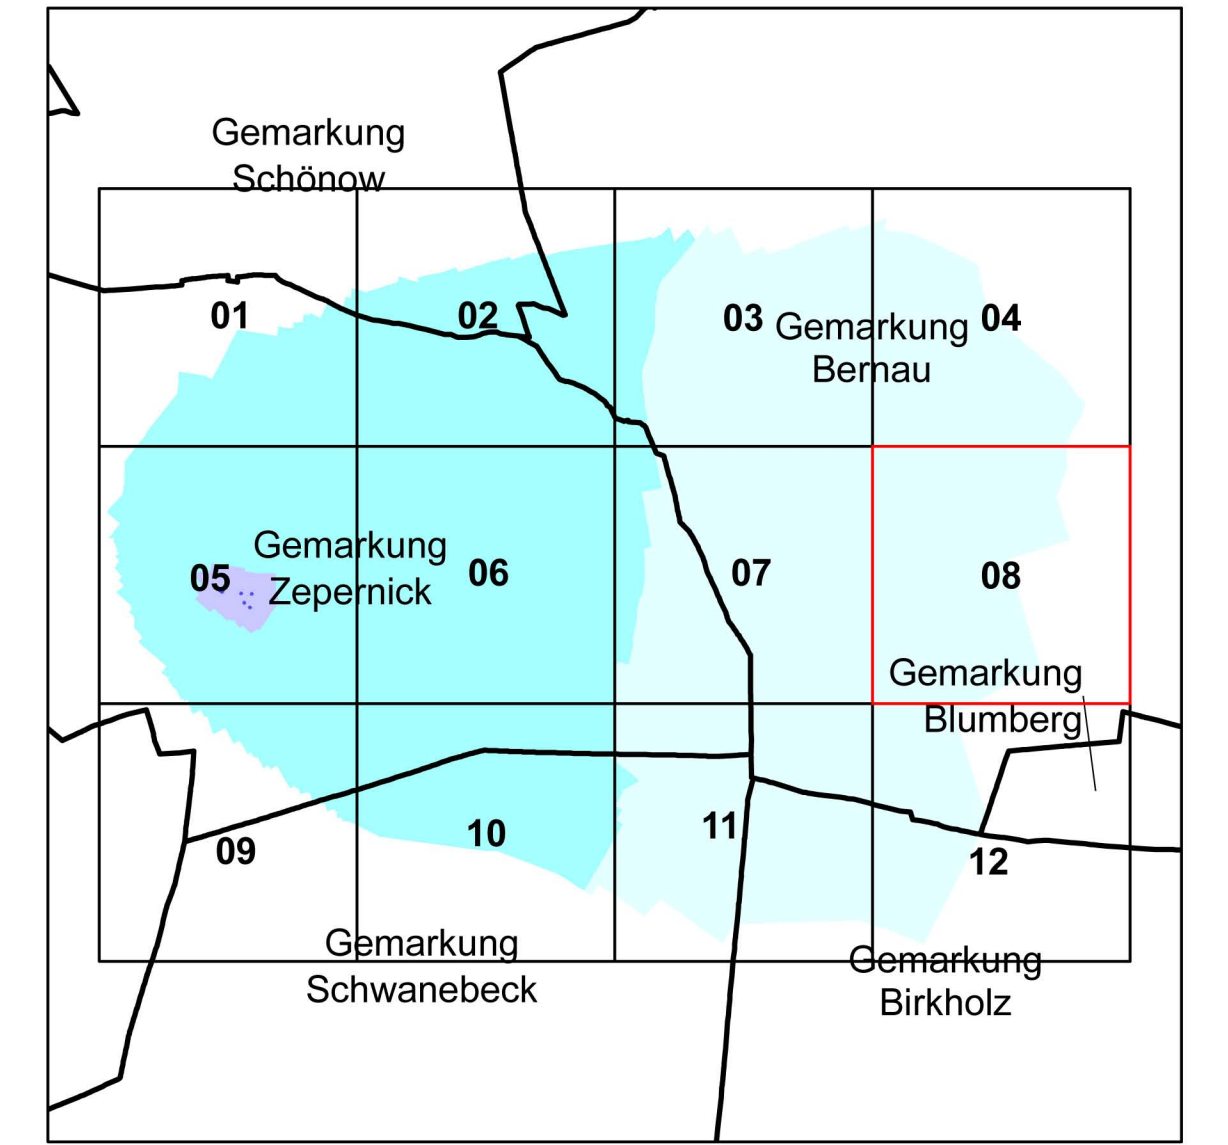 Gemarkung
Schönow
01
02
03
Gemarkung
Bernau
04
05
Gemarkung
Zepernick
06
07
08
Gemarkung
Blumberg
09
10
11
12
Gemarkung
Schwanebeck
Gemarkung
Birkholz